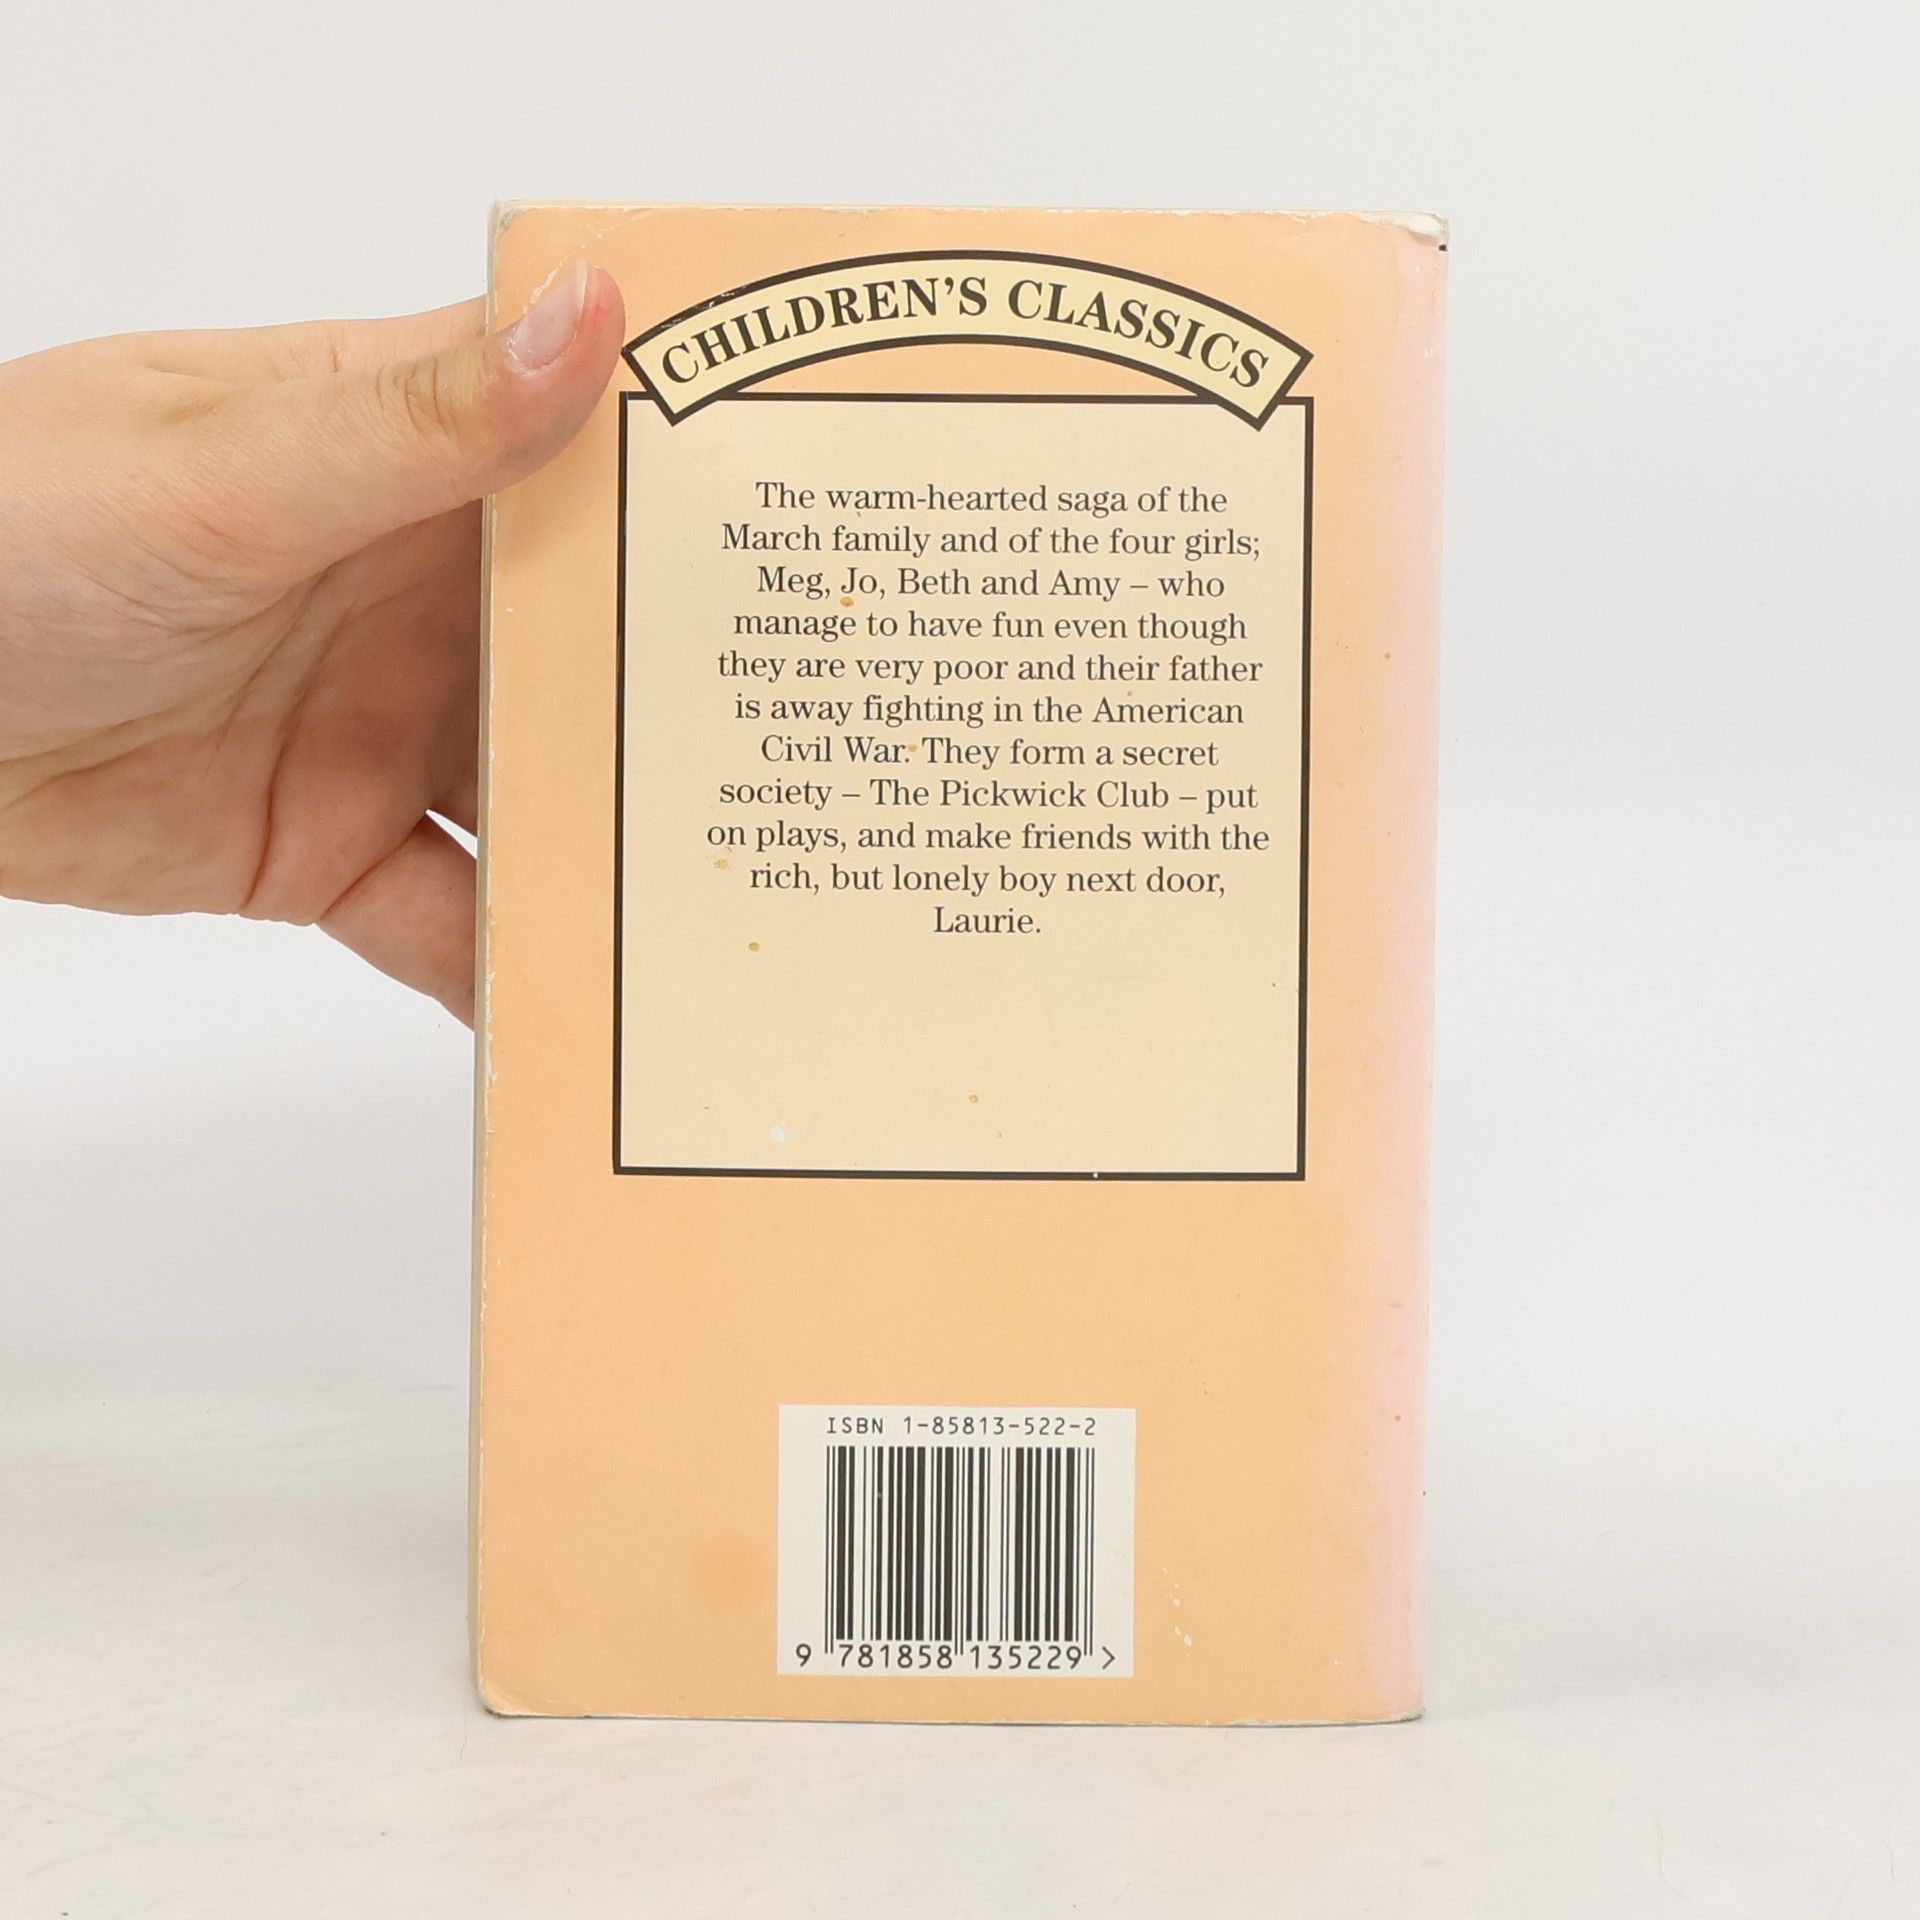 CHILDREN'S CLASSICS
The warm-hearted saga of the
March family and of the four girls;
Meg, Jo, Beth and Amy – who
manage to have fun even though
they are very poor and their father
is away fighting in the American
Civil War. They form a secret
society – The Pickwick Club – put
on plays, and make friends with the
rich, but lonely boy next door,
Laurie.
ISBN 1-85813-522-2
9 781858 135229 >